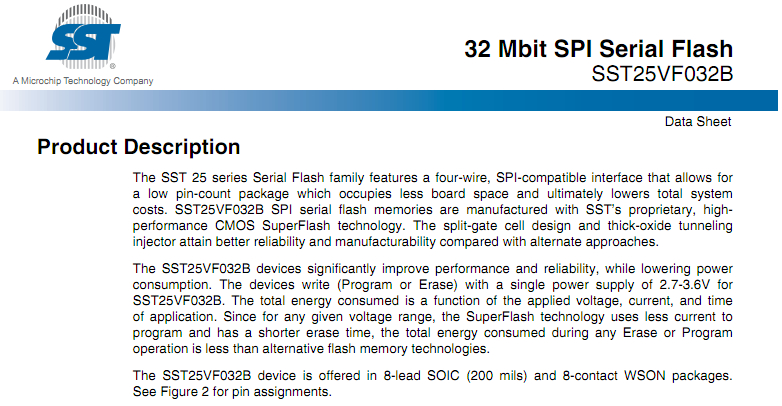 SST
®
A Microchip Technology Company
32 Mbit SPI Serial Flash
SST25VF032B
Data Sheet
Product Description
The SST 25 series Serial Flash family features a four-wire, SPI-compatible interface that allows for
a low pin-count package which occupies less board space and ultimately lowers total system
costs. SST25VF032B SPI serial flash memories are manufactured with SST's proprietary, high-
performance CMOS SuperFlash technology. The split-gate cell design and thick-oxide tunneling
injector attain better reliability and manufacturability compared with alternate approaches.
The SST25VF032B devices significantly improve performance and reliability, while lowering power
consumption. The devices write (Program or Erase) with a single power supply of 2.7-3.6V for
SST25VF032B. The total energy consumed is a function of the applied voltage, current, and time
of application. Since for any given voltage range, the SuperFlash technology uses less current to
program and has a shorter erase time, the total energy consumed during any Erase or Program
operation is less than alternative flash memory technologies.
The SST25VF032B device is offered in 8-lead SOIC (200 mils) and 8-contact WSON packages.
See Figure 2 for pin assignments.